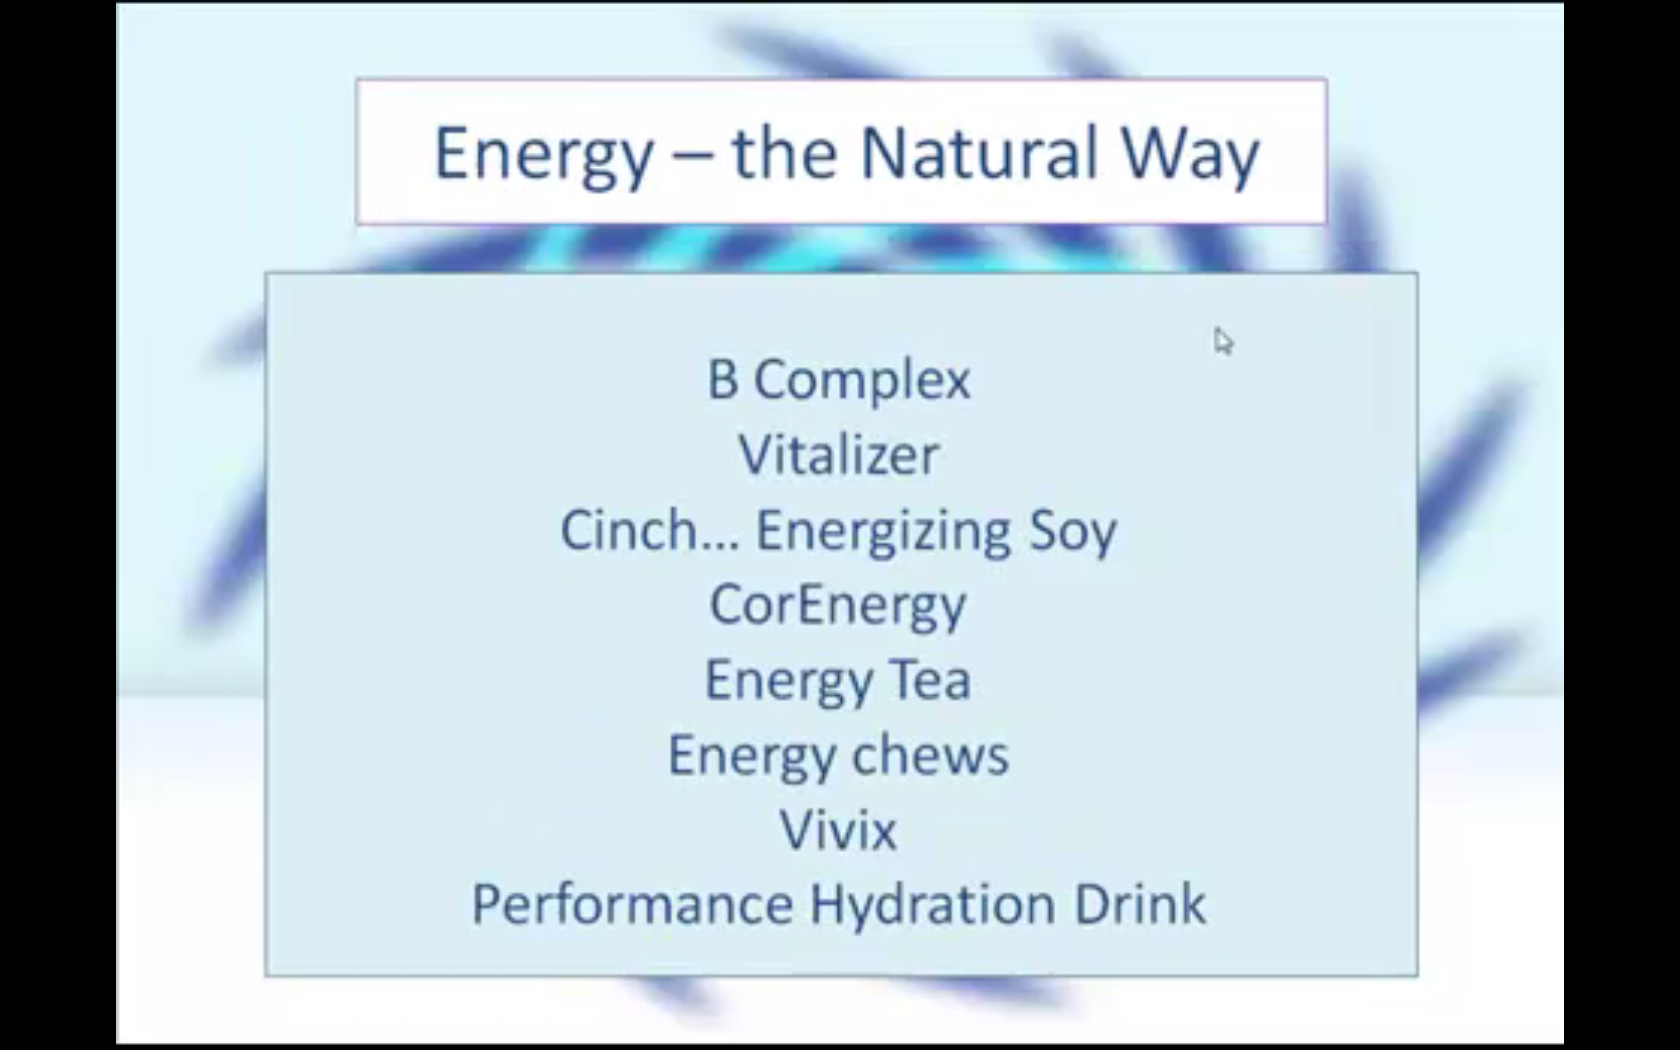 Energy – the Natural Way
B Complex
Vitalizer
Cinch... Energizing Soy
CorEnergy
Energy Tea
Energy chews
Vivix
Performance Hydration Drink